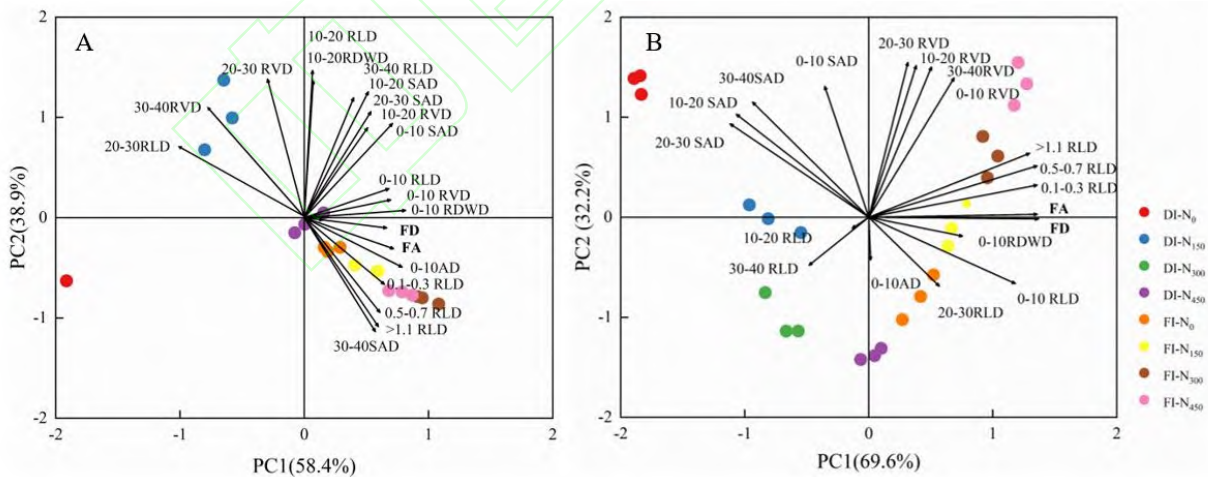 A
10-20 RLD
10-20RDWD
20-30 RVD
30-40 RLD
10-20 SAD
20-30 SAD
10-20 RVD
0-10 SAD
30-40RVD
20-30RLD
0-10 RLD
0-10 RVD
0-10 RDWD
FD
FA
0-10AD
0.1-0.3 RLD
0.5-0.7 RLD
>1.1 RLD
30-40SAD
2
1
0
-1
-2
PC2(38.9%)
-2
-1
0
1
2
PC1(58.4%)
B
20-30 RVD
10-20 RVD
0-10 SAD
30-40RVD
0-10 RVD
30-40SAD
10-20 SAD
20-30 SAD
>1.1 RLD
0.5-0.7 RLD
0.1-0.3 RLD
FA
FD
0-10RDWD
10-20 RLD
30-40 RLD
0-10AD
20-30RLD
0-10 RLD
2
1
0
-1
-2
PC2 (32.2%)
-2
-1
0
1
2
PC1(69.6%)
DI-N₀
DI-N₁₅₀
DI-N₃₀₀
DI-N₄₅₀
FI-N₀
FI-N₁₅₀
FI-N₃₀₀
FI-N₄₅₀